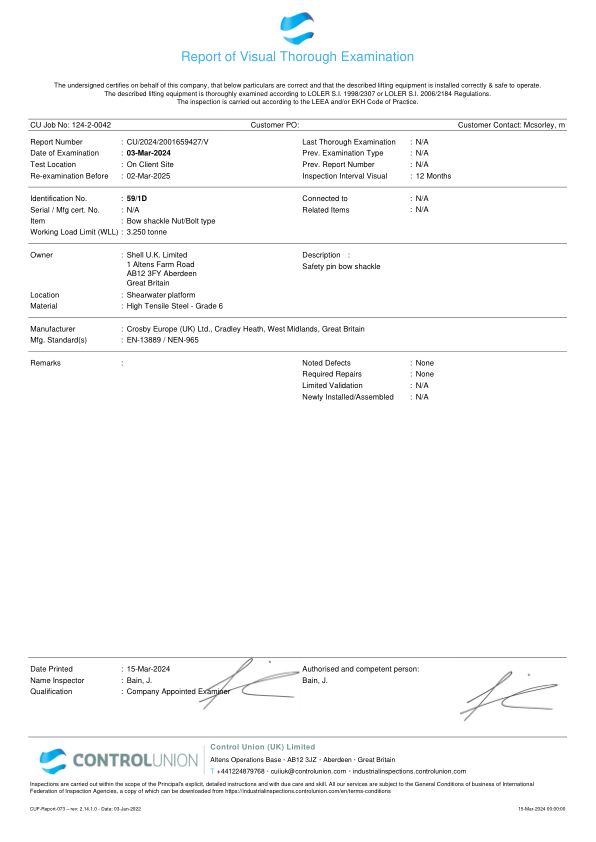 Report of Visual Thorough Examination
The undersigned certifies on behalf of this company, that below particulars are correct and that the described lifting equipment is installed correctly & safe to operate.
The described lifting equipment is thoroughly examined according to LOLER S.I. 1998/2307 or LOLER S.I. 2006/2184 Regulations.
The inspection is carried out according to the LEEA and/or EKH Code of Practice.
CU Job No: 124-2-0042 Customer PO: Customer Contact: Mcsorley, m
Report Number : CU/2024/2001659427/V Last Thorough Examination : N/A
Date of Examination : 03-Mar-2024 Prev. Examination Type : N/A
Test Location : On Client Site Prev. Report Number : N/A
Re-examination Before : 02-Mar-2025 Inspection Interval Visual : 12 Months
Identification No. : 59/1D Connected to : N/A
Serial / Mfg cert. No. : N/A Related Items : N/A
Item : Bow shackle Nut/Bolt type
Working Load Limit (WLL) : 3.250 tonne
Owner : Shell U.K. Limited Description :
1 Altens Farm Road Safety pin bow shackle
AB12 3FY Aberdeen
Great Britain
Location : Shearwater platform
Material : High Tensile Steel - Grade 6
Manufacturer : Crosby Europe (UK) Ltd., Cradley Heath, West Midlands, Great Britain
Mfg. Standard(s) : EN-13889 / NEN-965
Remarks : Noted Defects : None
Required Repairs : None
Limited Validation : N/A
Newly Installed/Assembled : N/A
Date Printed : 15-Mar-2024 Authorised and competent person:
Name Inspector : Bain, J. Bain, J.
Qualification : Company Appointed Examiner
CONTROLUNION
Control Union (UK) Limited
Altens Operations Base · AB12 3JZ · Aberdeen · Great Britain
T +441224879768 · cuiiuk@controlunion.com · industrialinspections.controlunion.com
Inspections are carried out within the scope of the Principal's explicit, detailed instructions and with due care and skill. All our services are subject to the General Conditions of business of International
Federation of Inspection Agencies, a copy of which can be downloaded from https://industrialinspections.controlunion.com/en/terms-conditions
CUF-Report-073 – rev: 2.14.1.0 - Date: 03-Jun-2022 15-Mar-2024 00:00:00